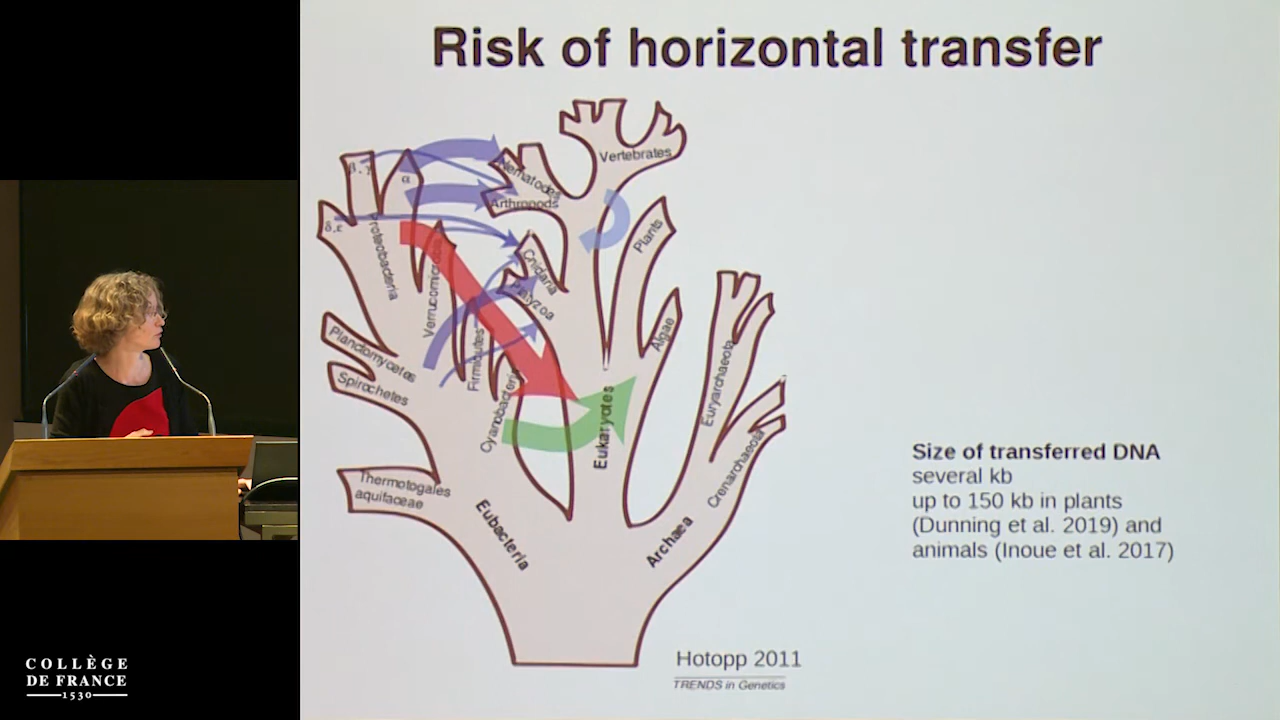 Risk of horizontal transfer
Vertebrates
β,γ
α
Nematodes
Arthropods
δ,ε
Proteobacteria
Verrucomicrobia
Cnidaria
Platyzoa
Plants
Algae
Planctomycetes
Spirochetes
Firmicutes
Cyanobacteria
Eukaryotes
Euryarchaeota
Crenarchaeota
Thermotogales
aquifaceae
Eubacteria
Archaea
Size of transferred DNA
several kb
up to 150 kb in plants
(Dunning et al. 2019) and
animals (Inoue et al. 2017)
Hotopp 2011
TRENDS in Genetics
COLLÈGE
DE FRANCE
1530